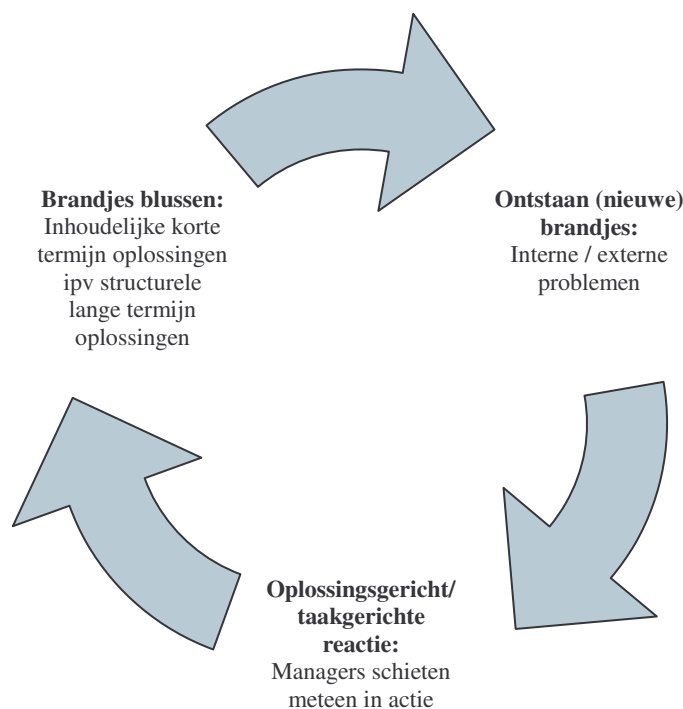 Brandjes blussen:
Inhoudelijke korte
termijn oplossingen
ipv structurele
lange termijn
oplossingen
Ontstaan (nieuwe)
brandjes:
Interne / externe
problemen
Oplossingsgericht/
taakgerichte
reactie:
Managers schieten
meteen in actie